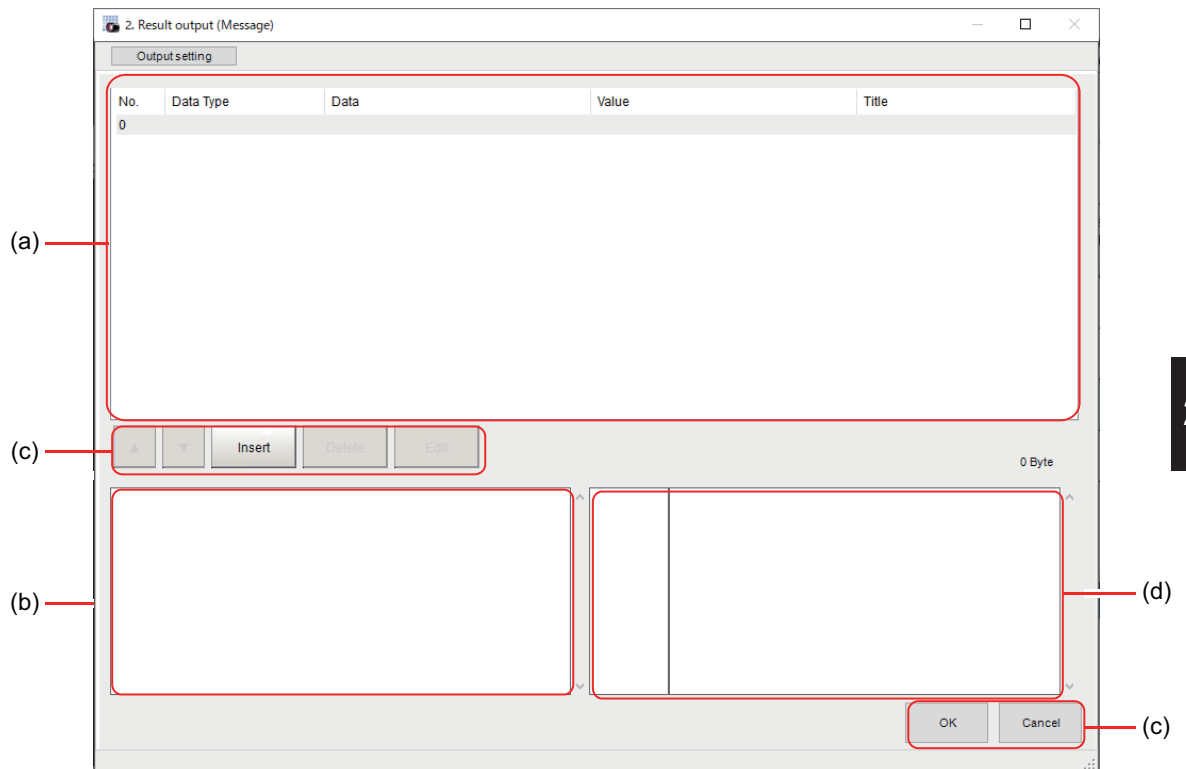 2. Result output (Message)
Output setting
No. Data Type Data Value Title
0
(a)
(c) Insert Delete Edit
0 Byte
(b)
(d)
OK Cancel (c)